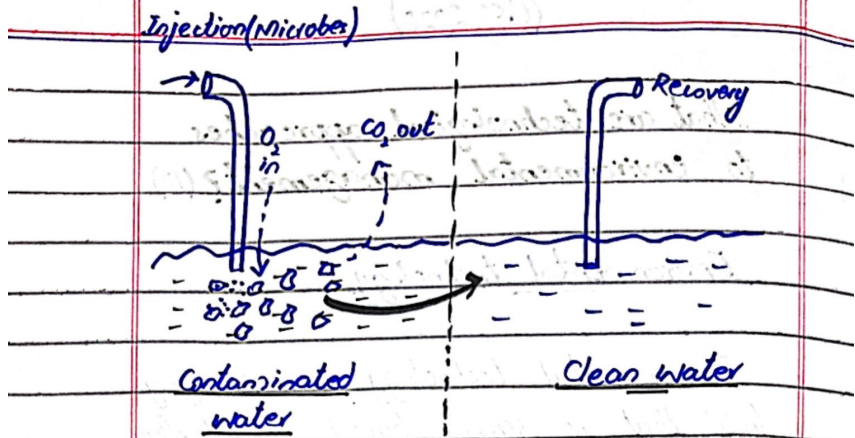 Injection(Microbes)
Recovery
O₂
in
CO₂ out
Contaminated
water
Clean water